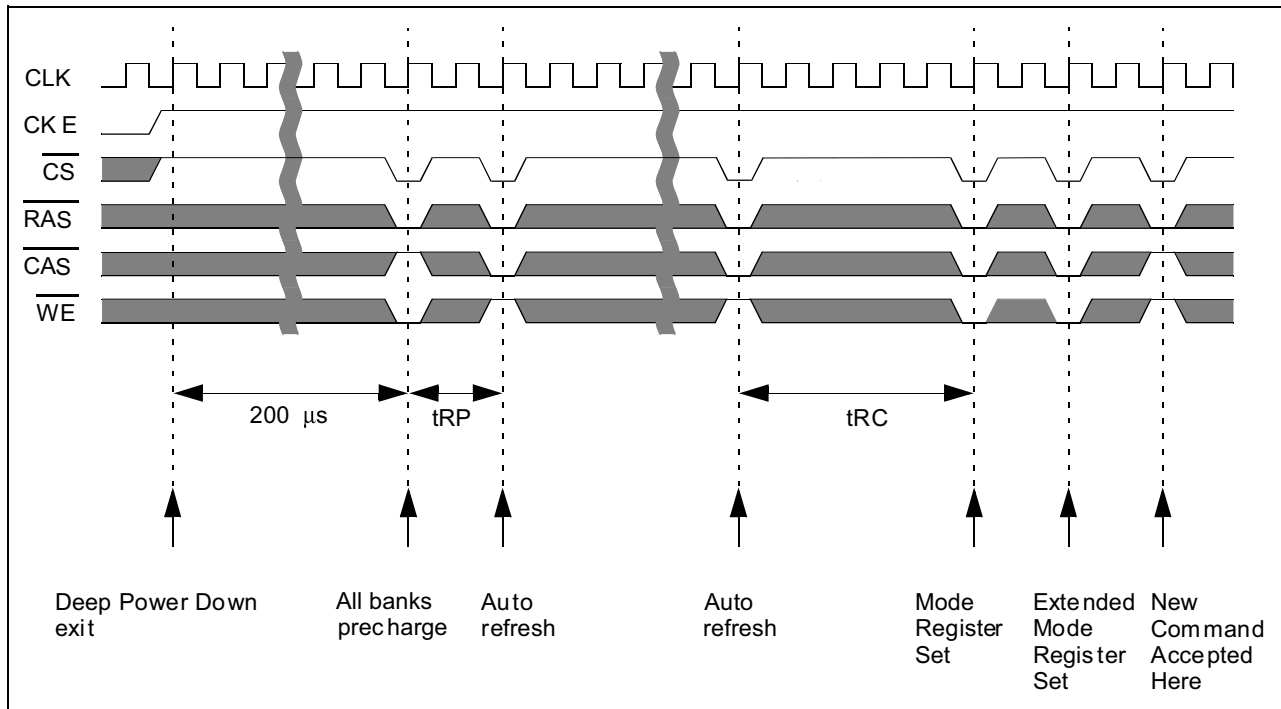 CLK
CK E
CS
RAS
CAS
WE
200 µs
tRP
tRC
Deep Power Down
exit
All banks
precharge
Auto
refresh
Auto
refresh
Mode
Register
Set
Extended
Mode
Register
Set
New
Command
Accepted
Here